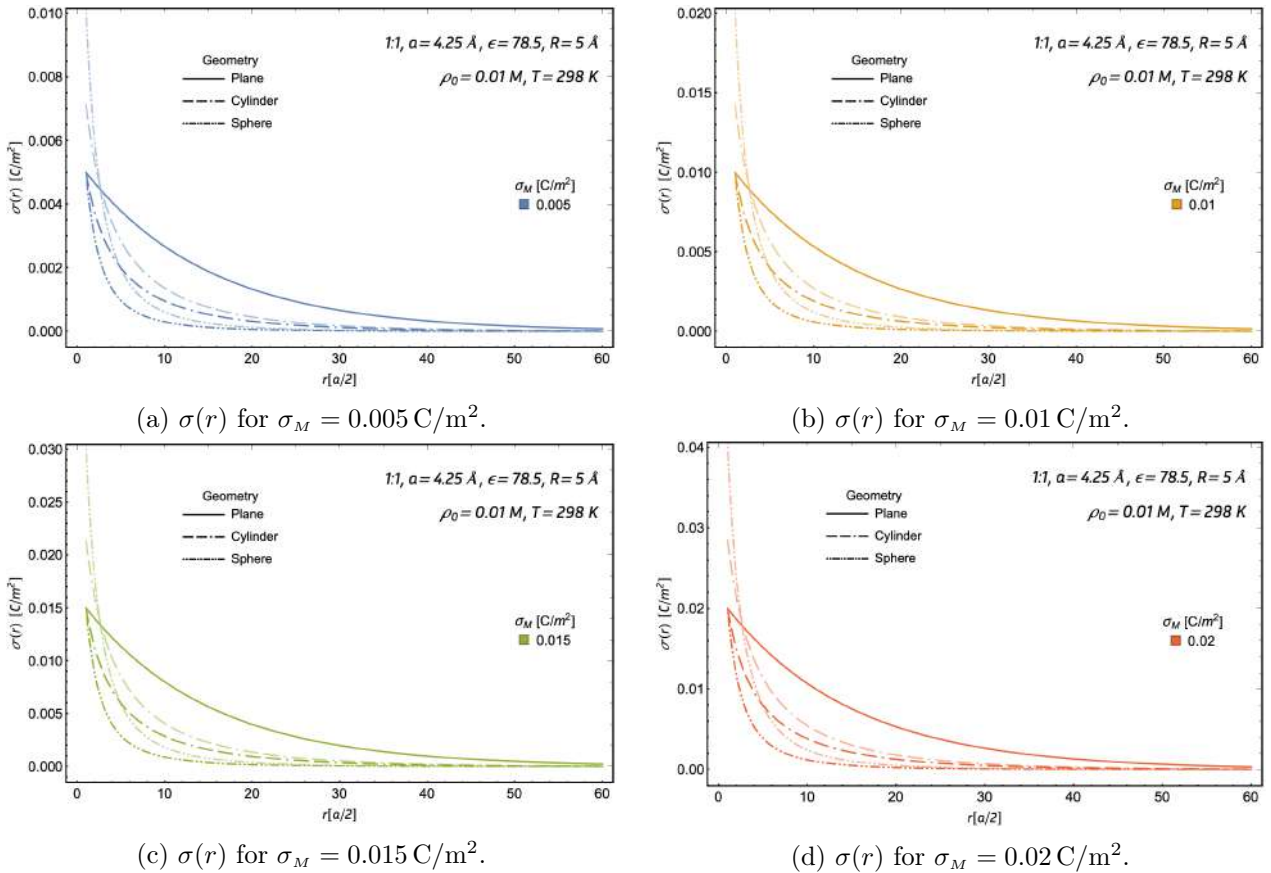 0.010
0.008
0.006
0.004
0.002
0.000
σ(r) [C/m²]
1:1, a= 4.25 Å, ϵ= 78.5, R= 5 Å
ρ₀= 0.01 M, T= 298 K
Geometry
Plane
Cylinder
Sphere
σ_M [C/m²]
0.005
0 10 20 30 40 50 60
r[a/2]
(a) σ(r) for σ_M = 0.005 C/m².
0.020
0.015
0.010
0.005
0.000
σ(r) [C/m²]
1:1, a= 4.25 Å, ϵ= 78.5, R= 5 Å
ρ₀= 0.01 M, T= 298 K
Geometry
Plane
Cylinder
Sphere
σ_M [C/m²]
0.01
0 10 20 30 40 50 60
r[a/2]
(b) σ(r) for σ_M = 0.01 C/m².
0.030
0.025
0.020
0.015
0.010
0.005
0.000
σ(r) [C/m²]
1:1, a= 4.25 Å, ϵ= 78.5, R= 5 Å
ρ₀= 0.01 M, T= 298 K
Geometry
Plane
Cylinder
Sphere
σ_M [C/m²]
0.015
0 10 20 30 40 50 60
r[a/2]
(c) σ(r) for σ_M = 0.015 C/m².
0.04
0.03
0.02
0.01
0.00
σ(r) [C/m²]
1:1, a= 4.25 Å, ϵ= 78.5, R= 5 Å
ρ₀= 0.01 M, T= 298 K
Geometry
Plane
Cylinder
Sphere
σ_M [C/m²]
0.02
0 10 20 30 40 50 60
r[a/2]
(d) σ(r) for σ_M = 0.02 C/m².